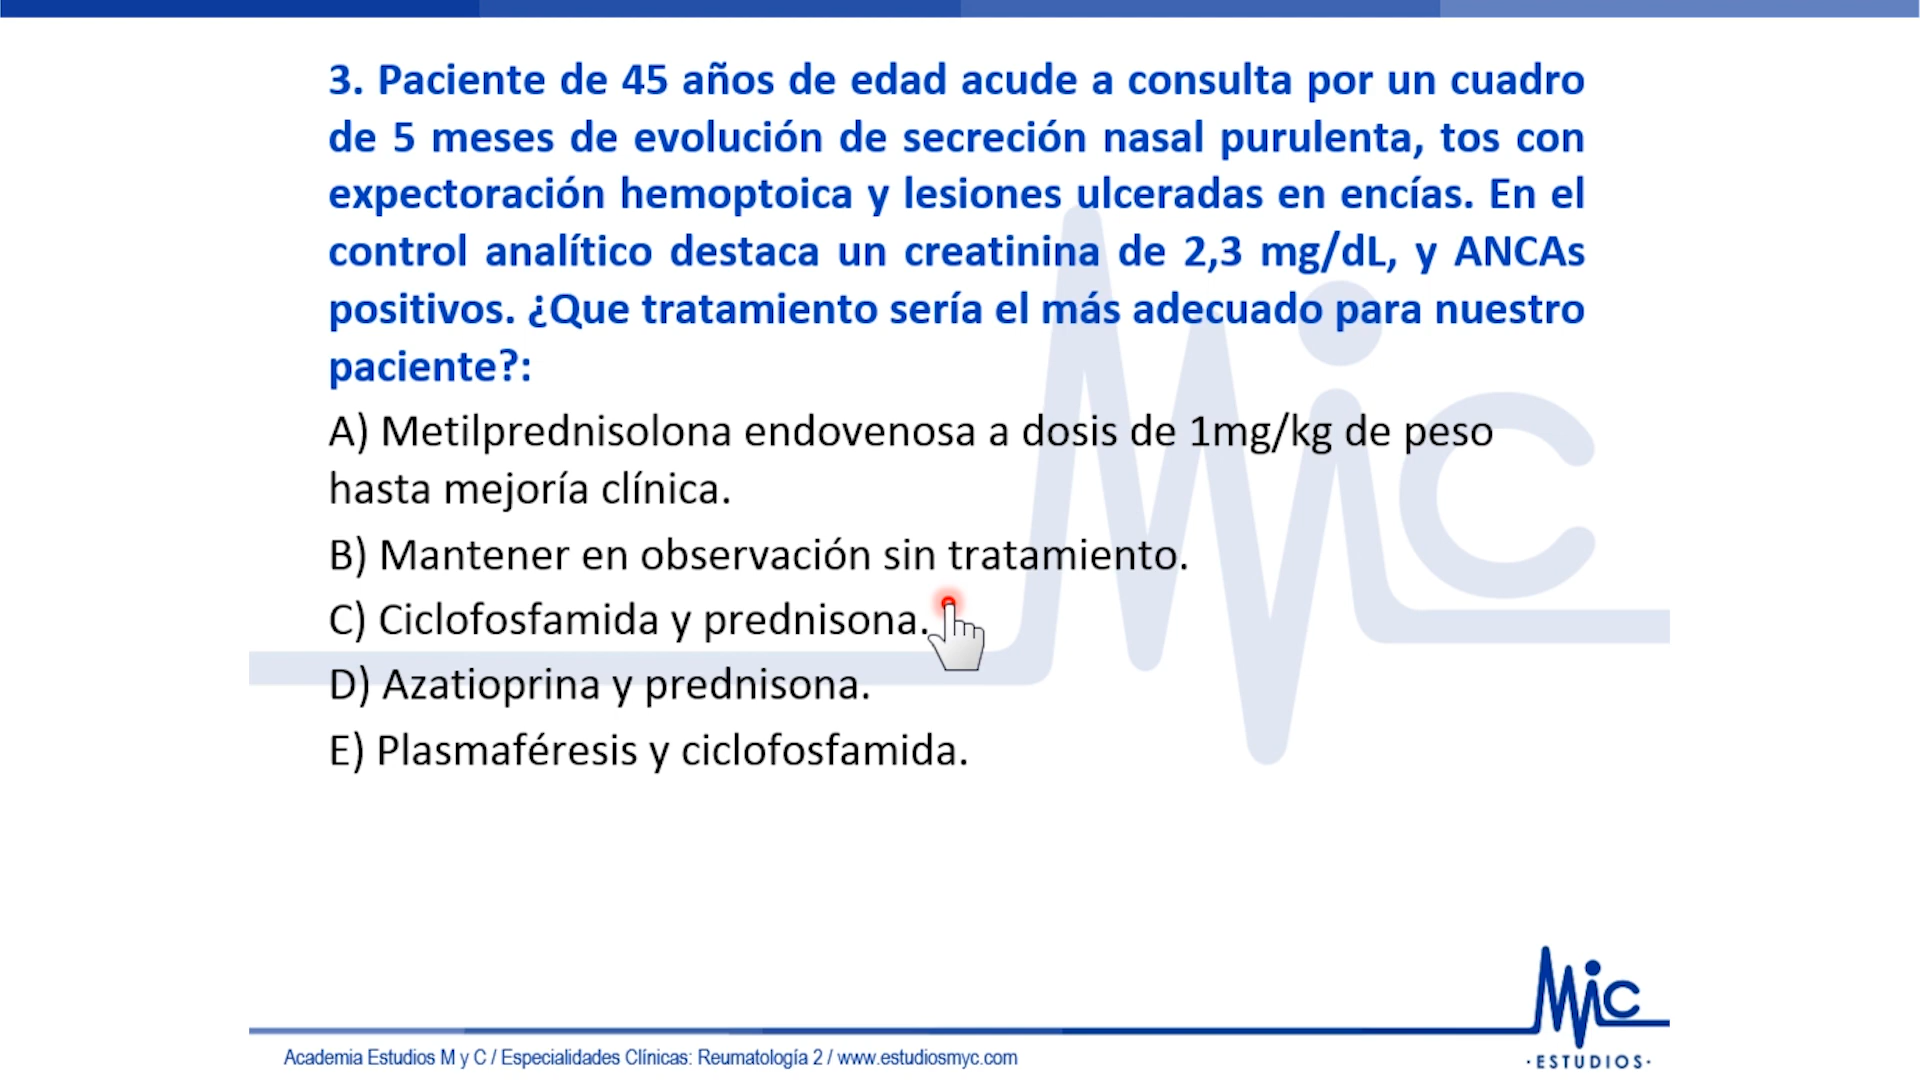 3. Paciente de 45 años de edad acude a consulta por un cuadro
de 5 meses de evolución de secreción nasal purulenta, tos con
expectoración hemoptoica y lesiones ulceradas en encías. En el
control analítico destaca un creatinina de 2,3 mg/dL, y ANCAs
positivos. ¿Que tratamiento sería el más adecuado para nuestro
paciente?:
A) Metilprednisolona endovenosa a dosis de 1mg/kg de peso
hasta mejoría clínica.
B) Mantener en observación sin tratamiento.
C) Ciclofosfamida y prednisona.
D) Azatioprina y prednisona.
E) Plasmaféresis y ciclofosfamida.
Mic
MiC
·ESTUDIOS·
Academia Estudios M y C / Especialidades Clínicas: Reumatología 2 / www.estudiosmyc.com